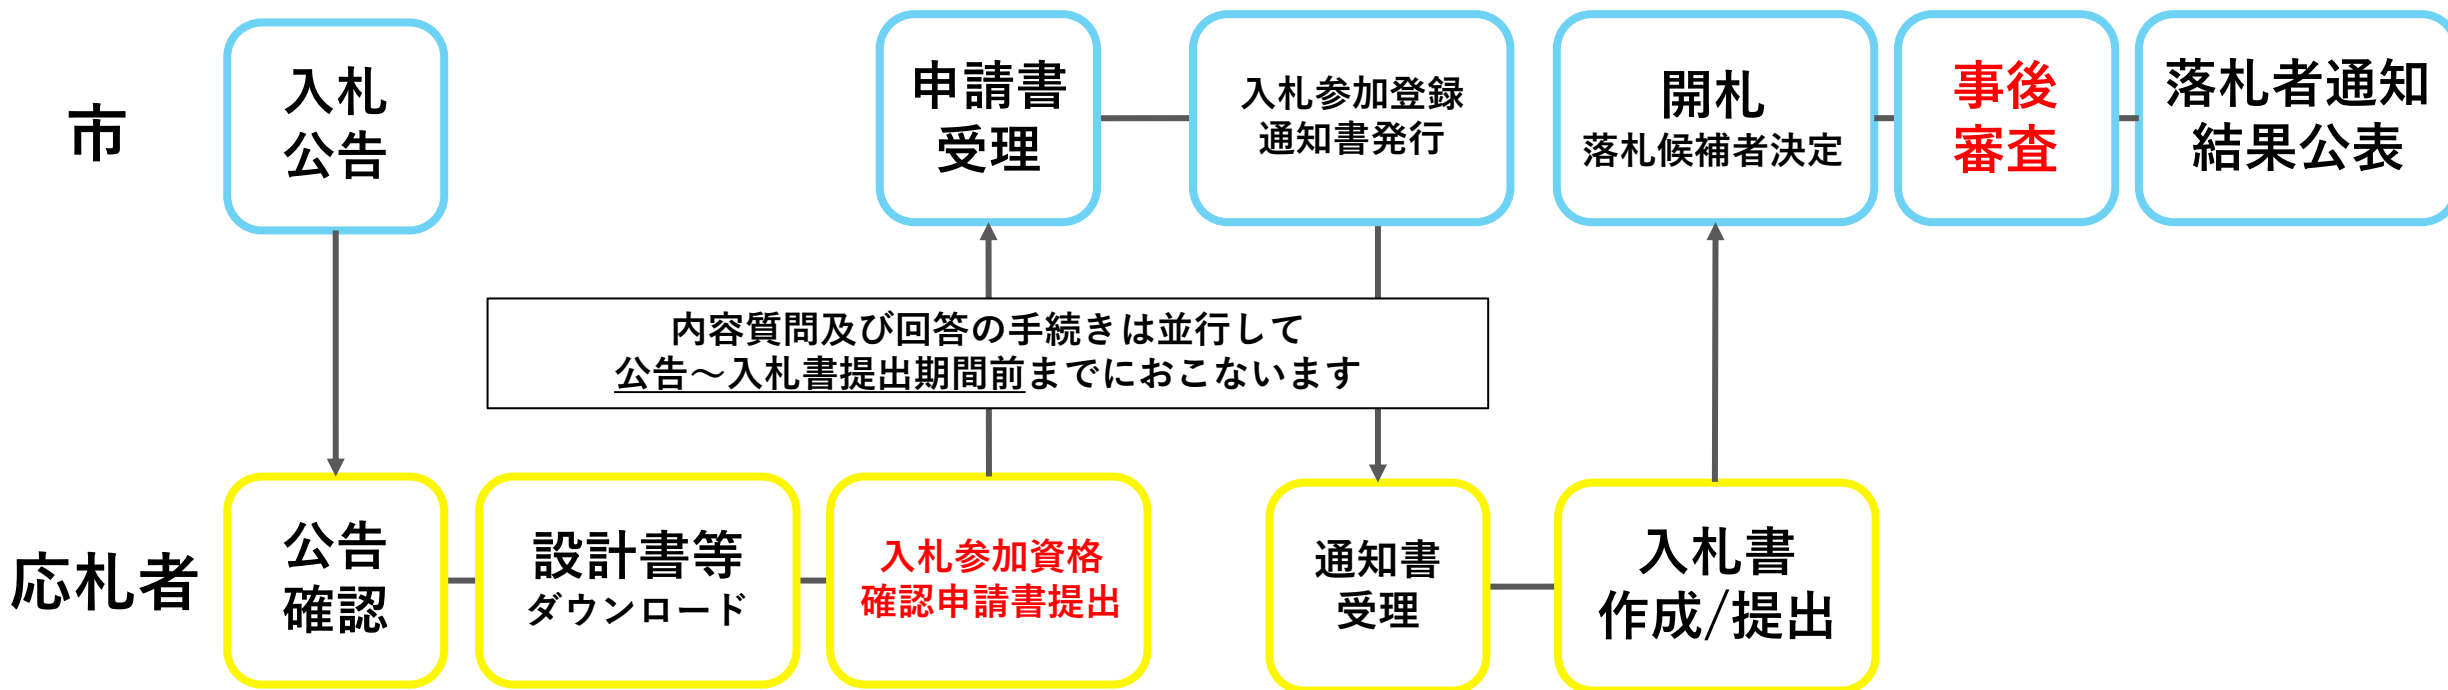 市
入札
公告
申請書
受理
入札参加登録
通知書発行
開札
落札候補者決定
事後
審査
落札者通知
結果公表
内容質問及び回答の手続きは並行して
公告～入札書提出期間前までにおこないます
応札者
公告
確認
設計書等
ダウンロード
入札参加資格
確認申請書提出
通知書
受理
入札書
作成/提出